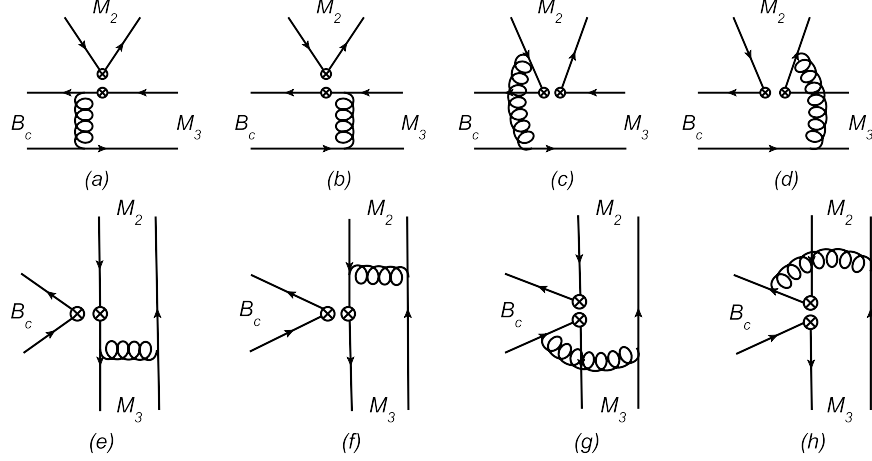 M2 M2 M2 M2
Bc M3 Bc M3 Bc M3 Bc M3
(a) (b) (c) (d)
M2 M2 M2 M2
Bc Bc Bc Bc
M3 M3 M3 M3
(e) (f) (g) (h)